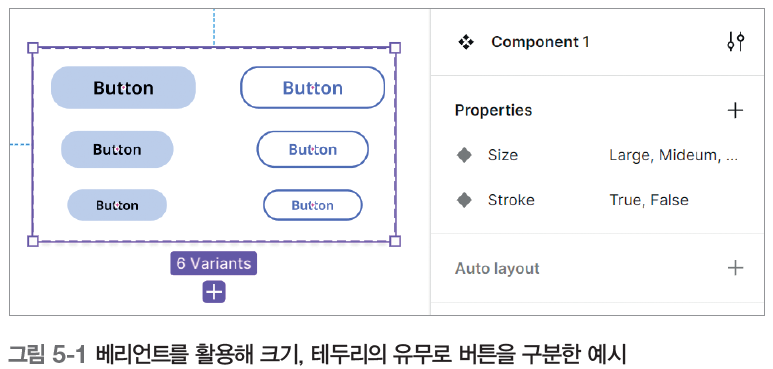 Button Button
Button Button
Button Button
6 Variants
Component 1
Properties
Size Large, Mideum, ...
Stroke True, False
Auto layout
그림 5-1 베리언트를 활용해 크기, 테두리의 유무로 버튼을 구분한 예시